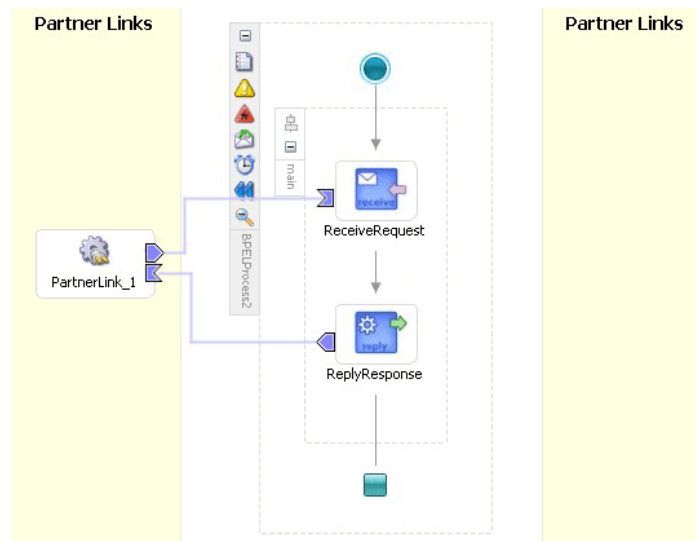 Partner Links
Partner Links
main
receive
ReceiveRequest
BPELProcess2
PartnerLink_1
reply
ReplyResponse